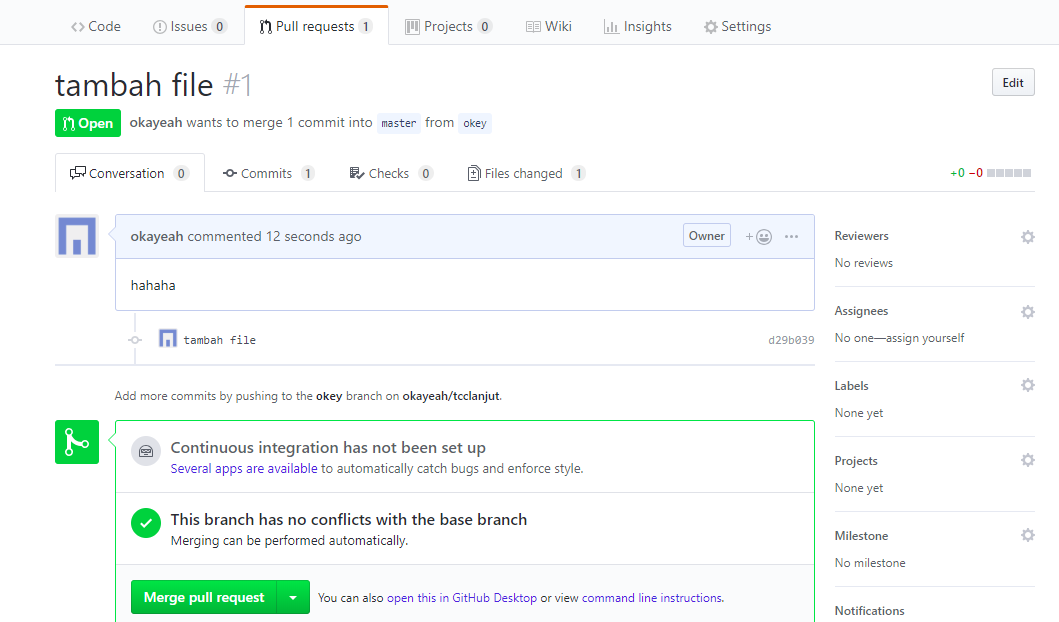 Code Issues 0 Pull requests 1 Projects 0 Wiki Insights Settings
tambah file #1
Edit
Open okayeah wants to merge 1 commit into master from okey
Conversation 0 Commits 1 Checks 0 Files changed 1 +0 −0
okayeah commented 12 seconds ago Owner + ···
hahaha
tambah file d29b039
Add more commits by pushing to the okey branch on okayeah/tcclanjut.
Continuous integration has not been set up
Several apps are available to automatically catch bugs and enforce style.
This branch has no conflicts with the base branch
Merging can be performed automatically.
Merge pull request You can also open this in GitHub Desktop or view command line instructions.
Reviewers
No reviews
Assignees
No one—assign yourself
Labels
None yet
Projects
None yet
Milestone
No milestone
Notifications